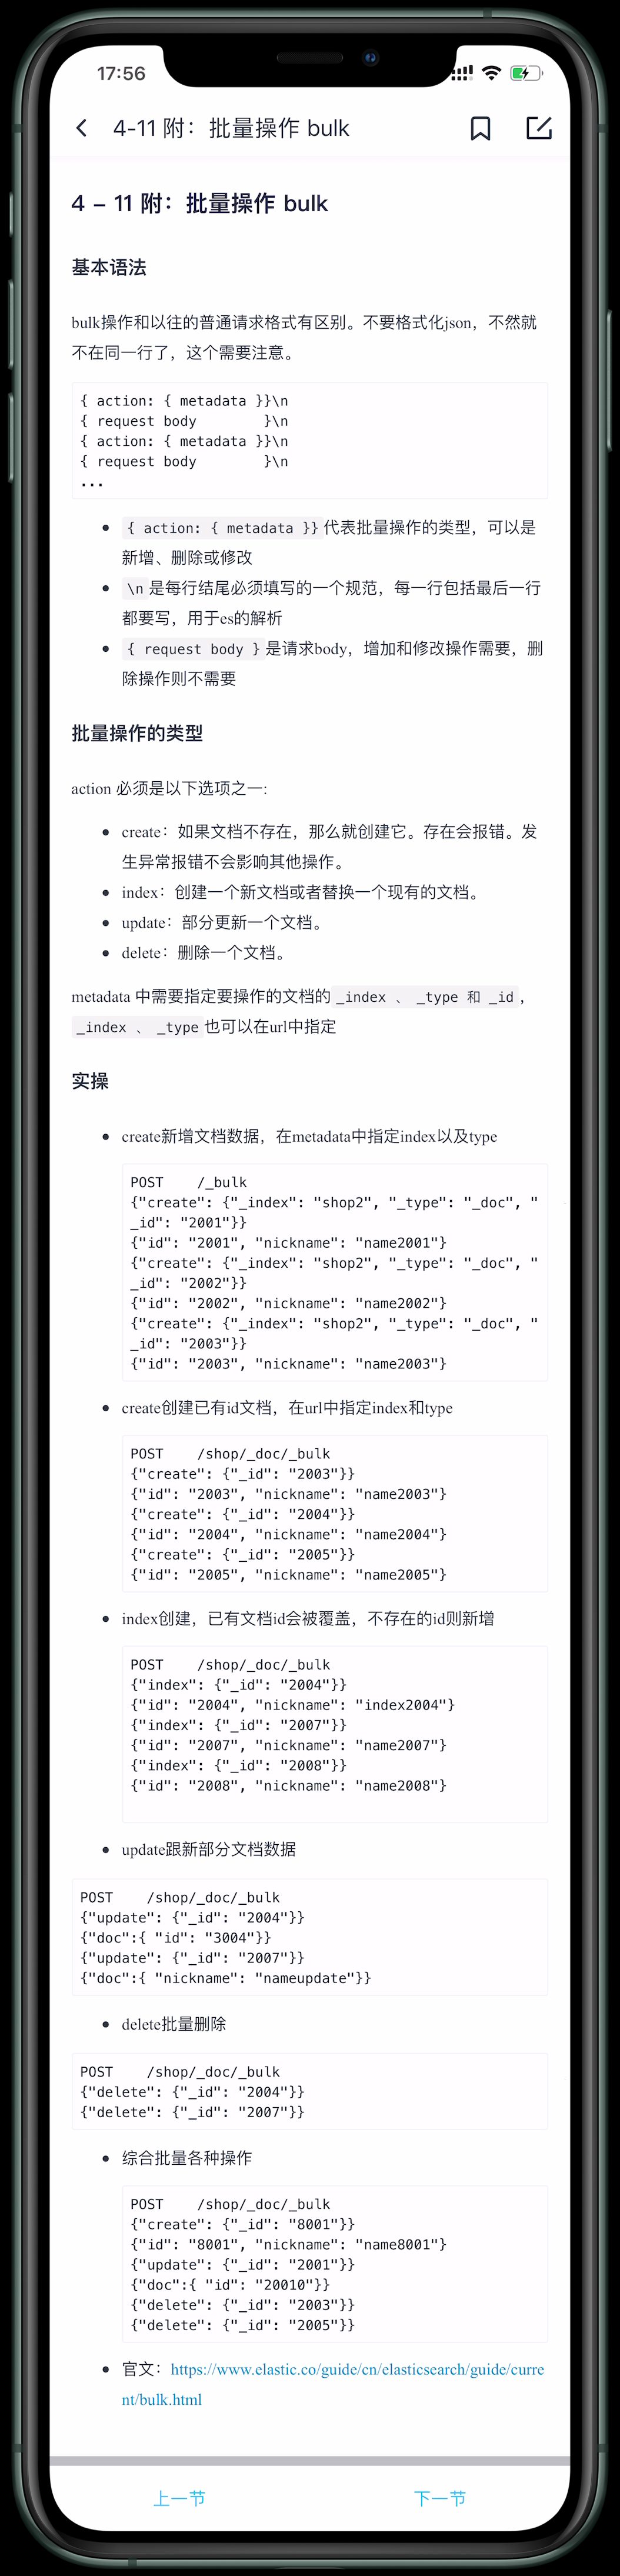 17:56
4-11 附：批量操作 bulk
4 – 11 附：批量操作 bulk
基本语法
bulk操作和以往的普通请求格式有区别。不要格式化json，不然就
不在同一行了，这个需要注意。
{ action: { metadata }}\n
{ request body        }\n
{ action: { metadata }}\n
{ request body        }\n
...
• { action: { metadata }}代表批量操作的类型，可以是
新增、删除或修改
• \n是每行结尾必须填写的一个规范，每一行包括最后一行
都要写，用于es的解析
• { request body }是请求body，增加和修改操作需要，删
除操作则不需要
批量操作的类型
action 必须是以下选项之一:
• create：如果文档不存在，那么就创建它。存在会报错。发
生异常报错不会影响其他操作。
• index：创建一个新文档或者替换一个现有的文档。
• update：部分更新一个文档。
• delete：删除一个文档。
metadata 中需要指定要操作的文档的_index 、 _type 和 _id，
_index 、 _type也可以在url中指定
实操
• create新增文档数据，在metadata中指定index以及type
POST    /_bulk
{"create": {"_index": "shop2", "_type": "_doc", "
_id": "2001"}}
{"id": "2001", "nickname": "name2001"}
{"create": {"_index": "shop2", "_type": "_doc", "
_id": "2002"}}
{"id": "2002", "nickname": "name2002"}
{"create": {"_index": "shop2", "_type": "_doc", "
_id": "2003"}}
{"id": "2003", "nickname": "name2003"}
• create创建已有id文档，在url中指定index和type
POST    /shop/_doc/_bulk
{"create": {"_id": "2003"}}
{"id": "2003", "nickname": "name2003"}
{"create": {"_id": "2004"}}
{"id": "2004", "nickname": "name2004"}
{"create": {"_id": "2005"}}
{"id": "2005", "nickname": "name2005"}
• index创建，已有文档id会被覆盖，不存在的id则新增
POST    /shop/_doc/_bulk
{"index": {"_id": "2004"}}
{"id": "2004", "nickname": "index2004"}
{"index": {"_id": "2007"}}
{"id": "2007", "nickname": "name2007"}
{"index": {"_id": "2008"}}
{"id": "2008", "nickname": "name2008"}
• update跟新部分文档数据
POST    /shop/_doc/_bulk
{"update": {"_id": "2004"}}
{"doc":{ "id": "3004"}}
{"update": {"_id": "2007"}}
{"doc":{ "nickname": "nameupdate"}}
• delete批量删除
POST    /shop/_doc/_bulk
{"delete": {"_id": "2004"}}
{"delete": {"_id": "2007"}}
• 综合批量各种操作
POST    /shop/_doc/_bulk
{"create": {"_id": "8001"}}
{"id": "8001", "nickname": "name8001"}
{"update": {"_id": "2001"}}
{"doc":{ "id": "20010"}}
{"delete": {"_id": "2003"}}
{"delete": {"_id": "2005"}}
• 官文：https://www.elastic.co/guide/cn/elasticsearch/guide/curre
nt/bulk.html
上一节 下一节